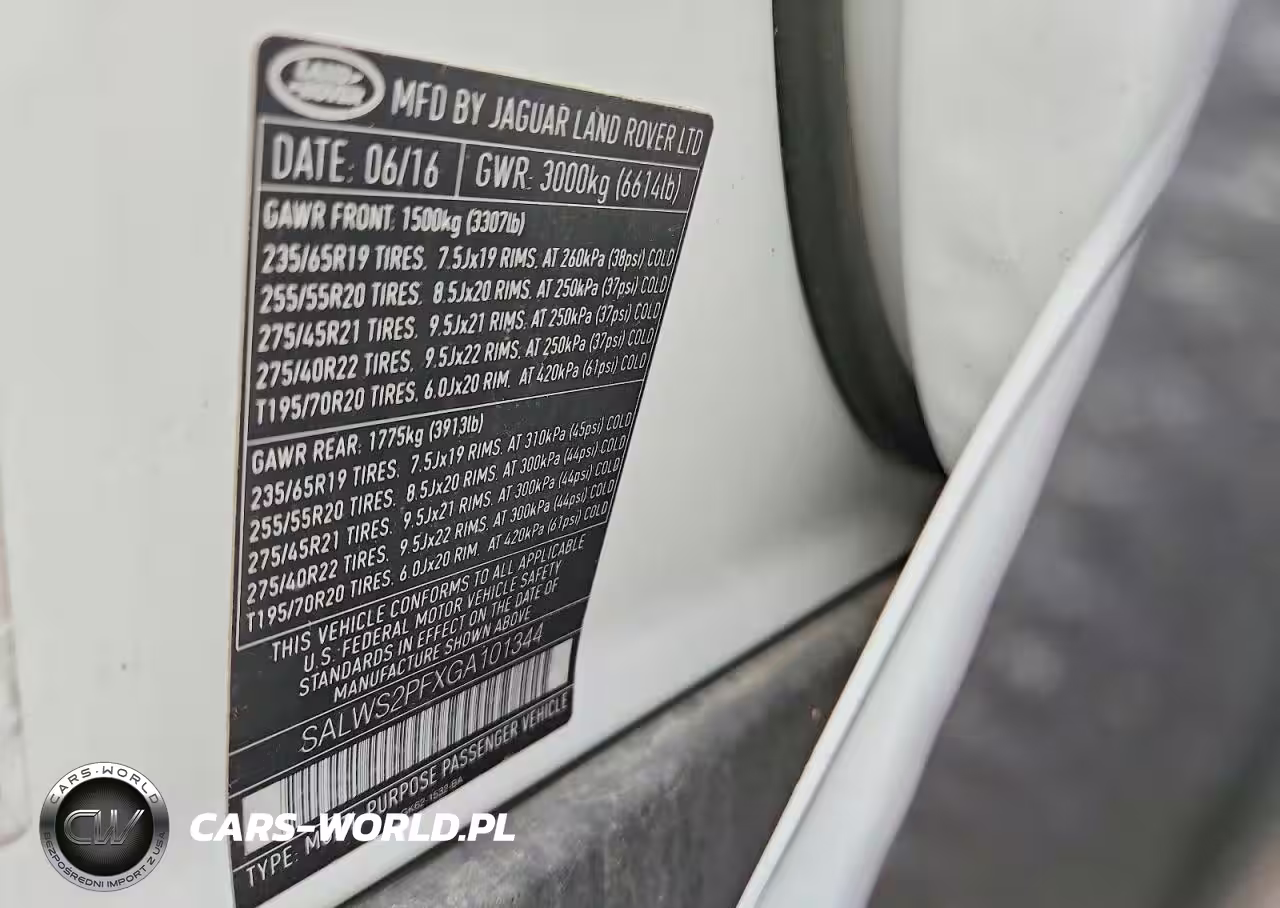 LAND ROVER
MFD BY JAGUAR LAND ROVER LTD
DATE: 06/16 GWR: 3000kg (6614lb)
GAWR FRONT: 1500kg (3307lb)
235/65R19 TIRES, 7.5Jx19 RIMS, AT 260kPa (38psi) COLD
255/55R20 TIRES, 8.5Jx20 RIMS, AT 250kPa (37psi) COLD
275/45R21 TIRES, 9.5Jx21 RIMS, AT 250kPa (37psi) COLD
275/40R22 TIRES, 9.5Jx22 RIMS, AT 250kPa (37psi) COLD
T195/70R20 TIRES, 6.0Jx20 RIM, AT 420kPa (61psi) COLD
GAWR REAR: 1775kg (3913lb)
235/65R19 TIRES, 7.5Jx19 RIMS, AT 310kPa (45psi) COLD
255/55R20 TIRES, 8.5Jx20 RIMS, AT 300kPa (44psi) COLD
275/45R21 TIRES, 9.5Jx21 RIMS, AT 300kPa (44psi) COLD
275/40R22 TIRES, 9.5Jx22 RIMS, AT 300kPa (44psi) COLD
T195/70R20 TIRES, 6.0Jx20 RIM, AT 420kPa (61psi) COLD
THIS VEHICLE CONFORMS TO ALL APPLICABLE
U.S. FEDERAL MOTOR VEHICLE SAFETY
STANDARDS IN EFFECT ON THE DATE OF
MANUFACTURE SHOWN ABOVE
SALWS2PFXGA101344
TYPE: PURPOSE PASSENGER VEHICLE
CARS-WORLD
CW
BEZPOŚREDNI IMPORT Z USA
CARS-WORLD.PL